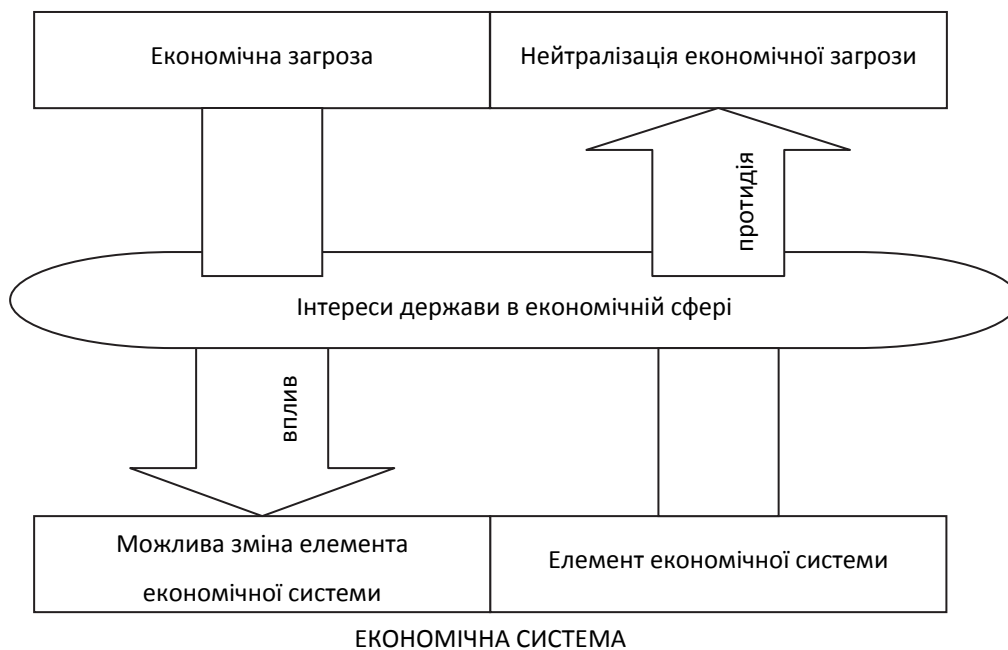 Економічна загроза
Нейтралізація економічної загрози
протидія
Інтереси держави в економічній сфері
вплив
Можлива зміна елемента
економічної системи
Елемент економічної системи
ЕКОНОМІЧНА СИСТЕМА